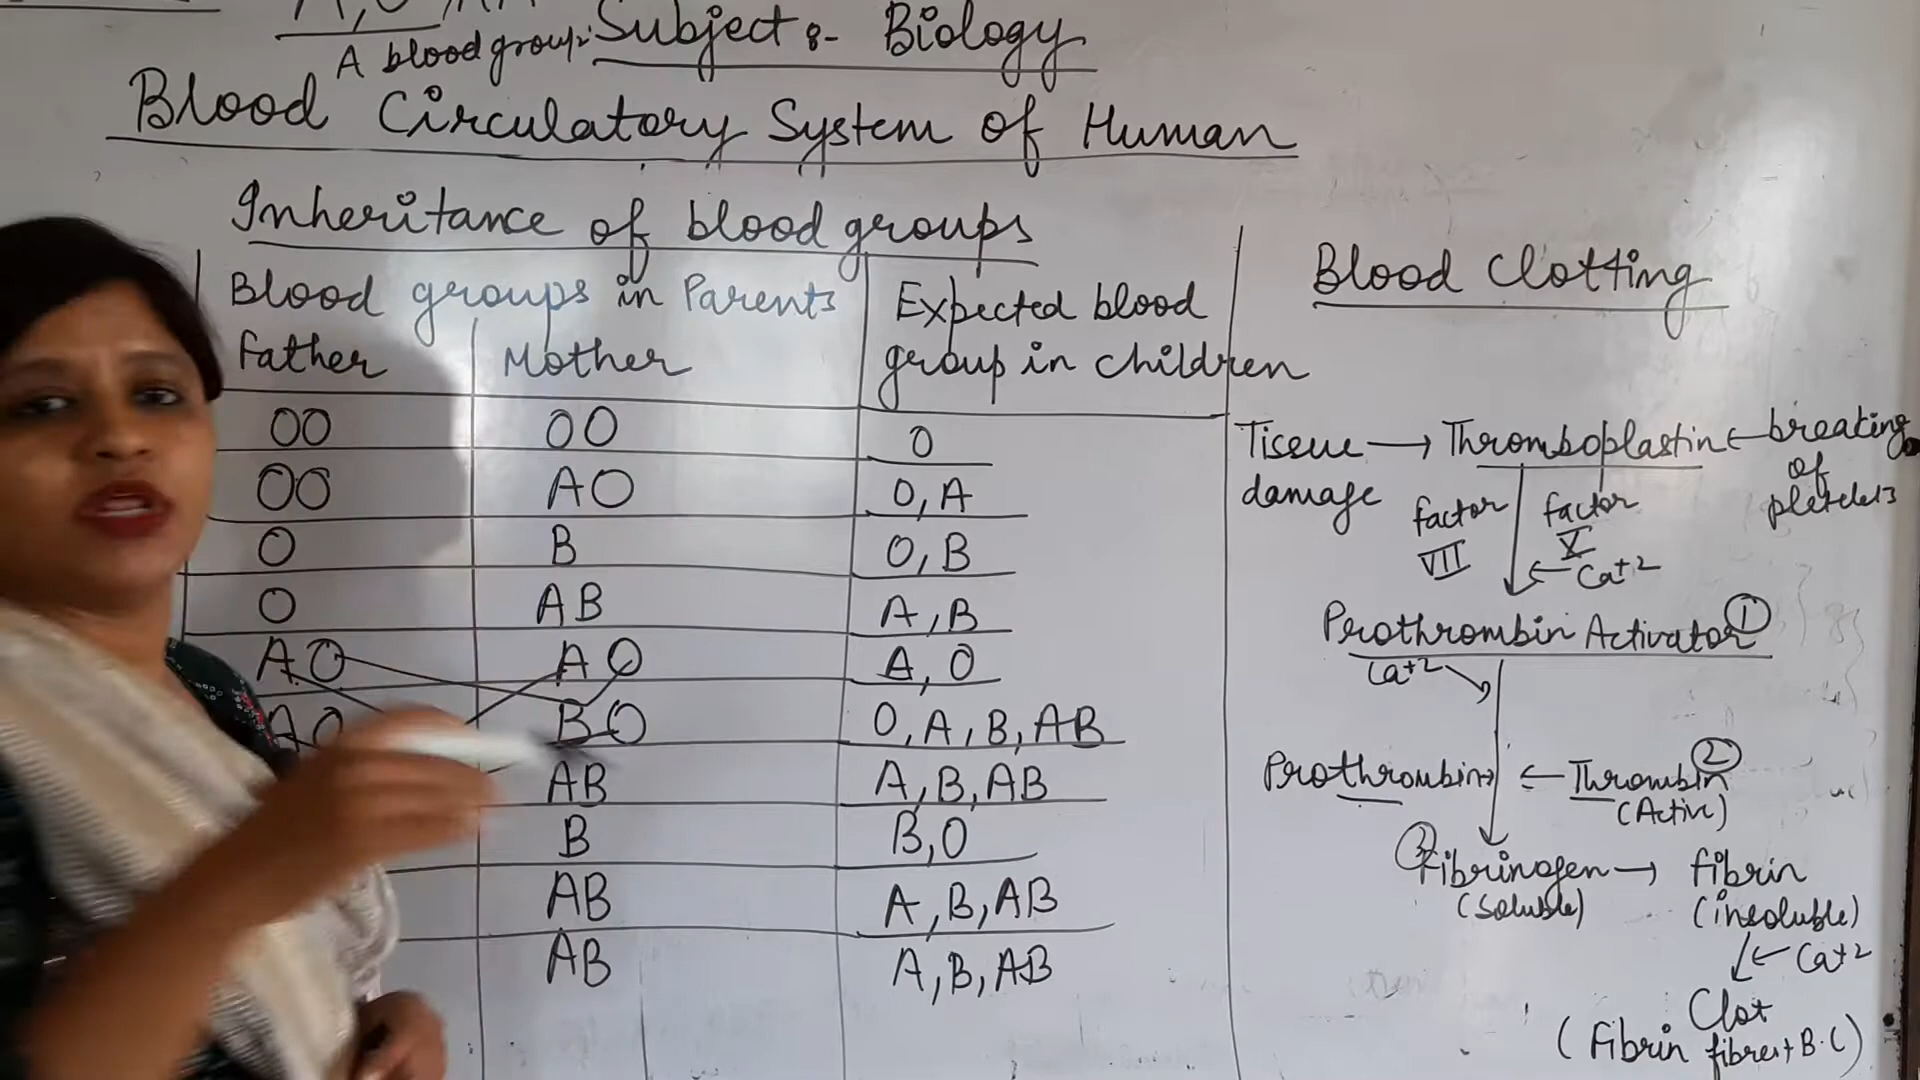 A blood group: Subject :- Biology
Blood Circulatory System of Human
Inheritance of blood groups
Blood groups in Parents
Father Mother
Expected blood
group in children
OO OO O
OO AO O, A
O B O, B
O AB A, B
AO AO A, O
AO BO O, A, B, AB
AB A, B, AB
B B, O
AB A, B, AB
AB A, B, AB
Blood Clotting
Tissue → Thromboplastin ← breaking
damage
of
pletelets
factor
VII
factor
X
← Ca+2
Prothrombin Activator ①
Ca+2
Prothrombin → ← Thrombin ②
(Active)
③ Fibrinogen → fibrin
(Soluble) (insoluble)
← Ca+2
Clot
(Fibrin fibres + B.C)